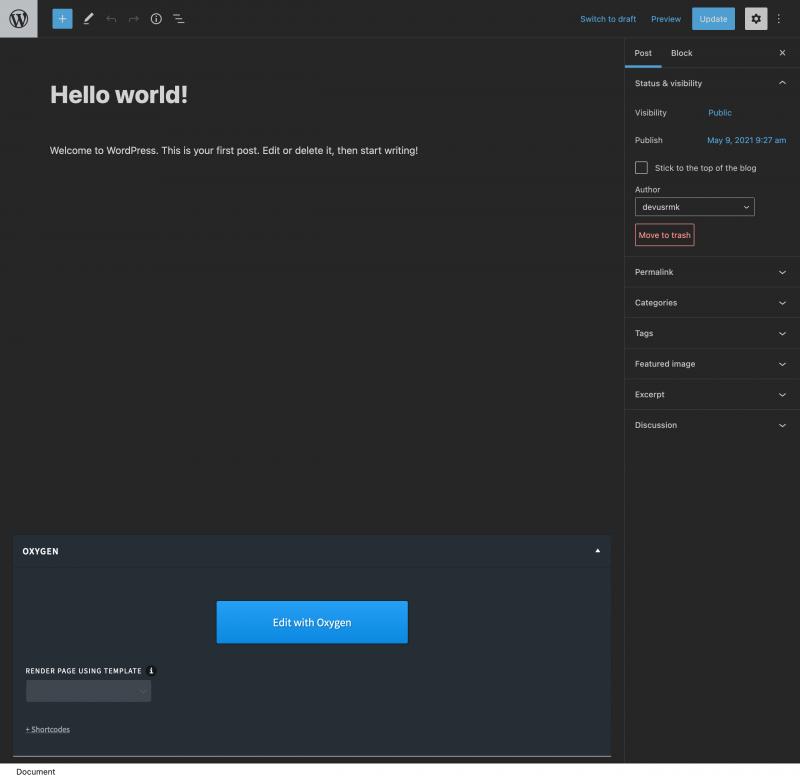 Switch to draft Preview Update
Post Block
Hello world!
Welcome to WordPress. This is your first post. Edit or delete it, then start writing!
Status & visibility
Visibility Public
Publish May 9, 2021 9:27 am
Stick to the top of the blog
Author
devusrmk
Move to trash
Permalink
Categories
Tags
Featured image
Excerpt
Discussion
OXYGEN
Edit with Oxygen
RENDER PAGE USING TEMPLATE
+ Shortcodes
Document